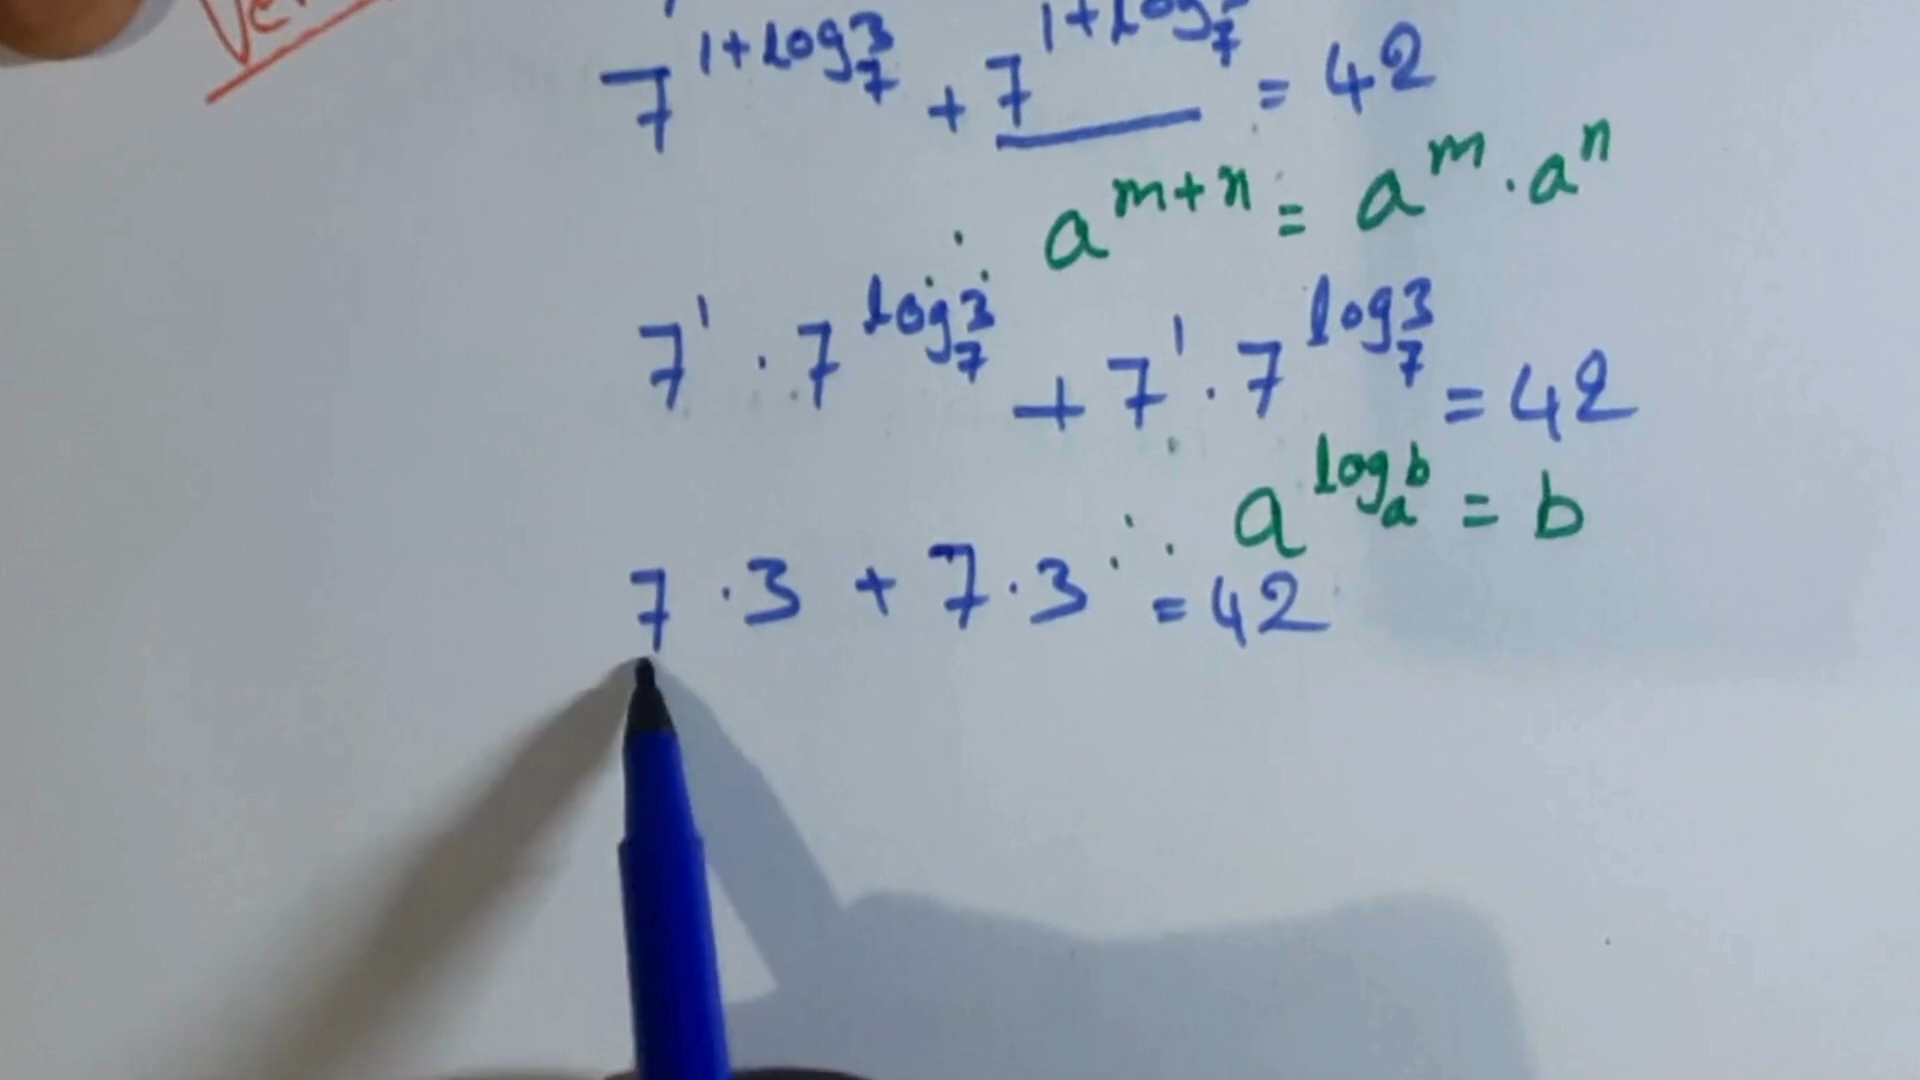 7^{1+log_7 3} + 7^{1+log_7} = 42
∵ a^{m+n} = a^m · a^n
7^1 · 7^{log_7 3} + 7^1 · 7^{log_7 3} = 42
∵ a^{log_a b} = b
7 · 3 + 7 · 3 = 42